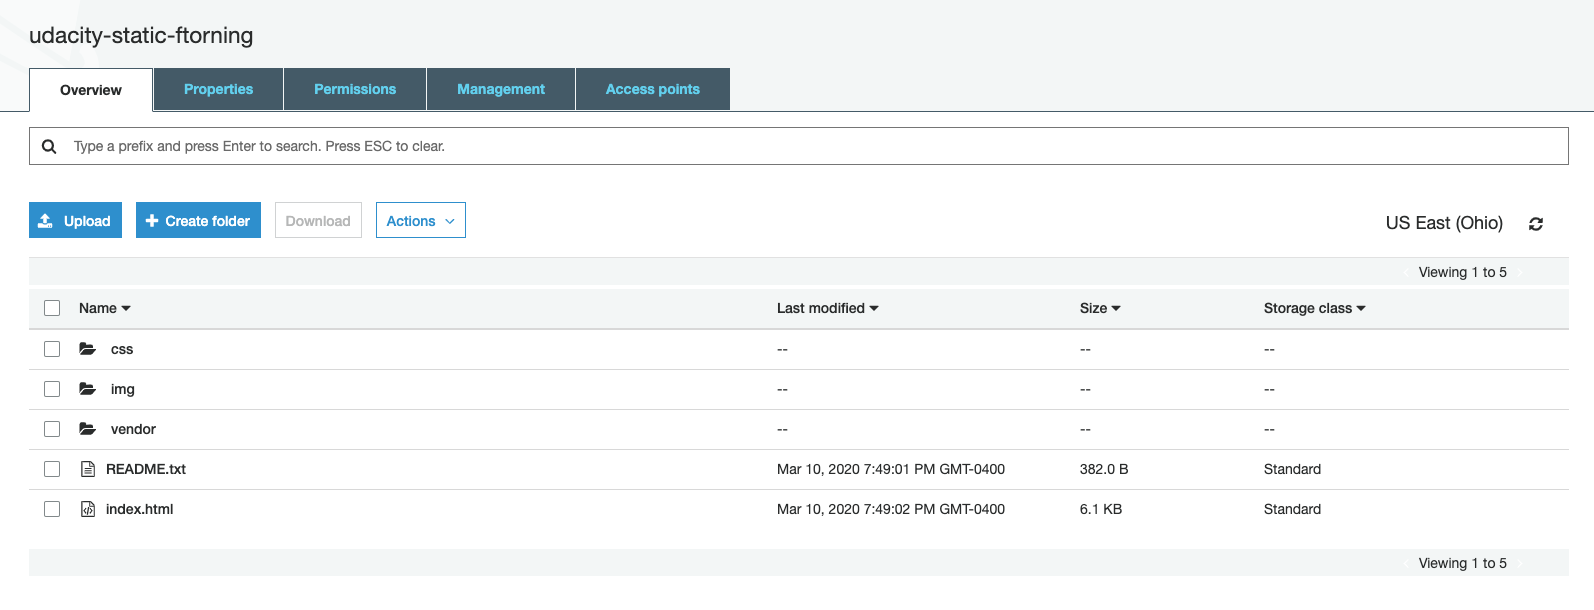 udacity-static-ftorning
Overview Properties Permissions Management Access points
Type a prefix and press Enter to search. Press ESC to clear.
Upload Create folder Download Actions US East (Ohio)
Viewing 1 to 5
Name Last modified Size Storage class
css -- -- --
img -- -- --
vendor -- -- --
README.txt Mar 10, 2020 7:49:01 PM GMT-0400 382.0 B Standard
index.html Mar 10, 2020 7:49:02 PM GMT-0400 6.1 KB Standard
Viewing 1 to 5